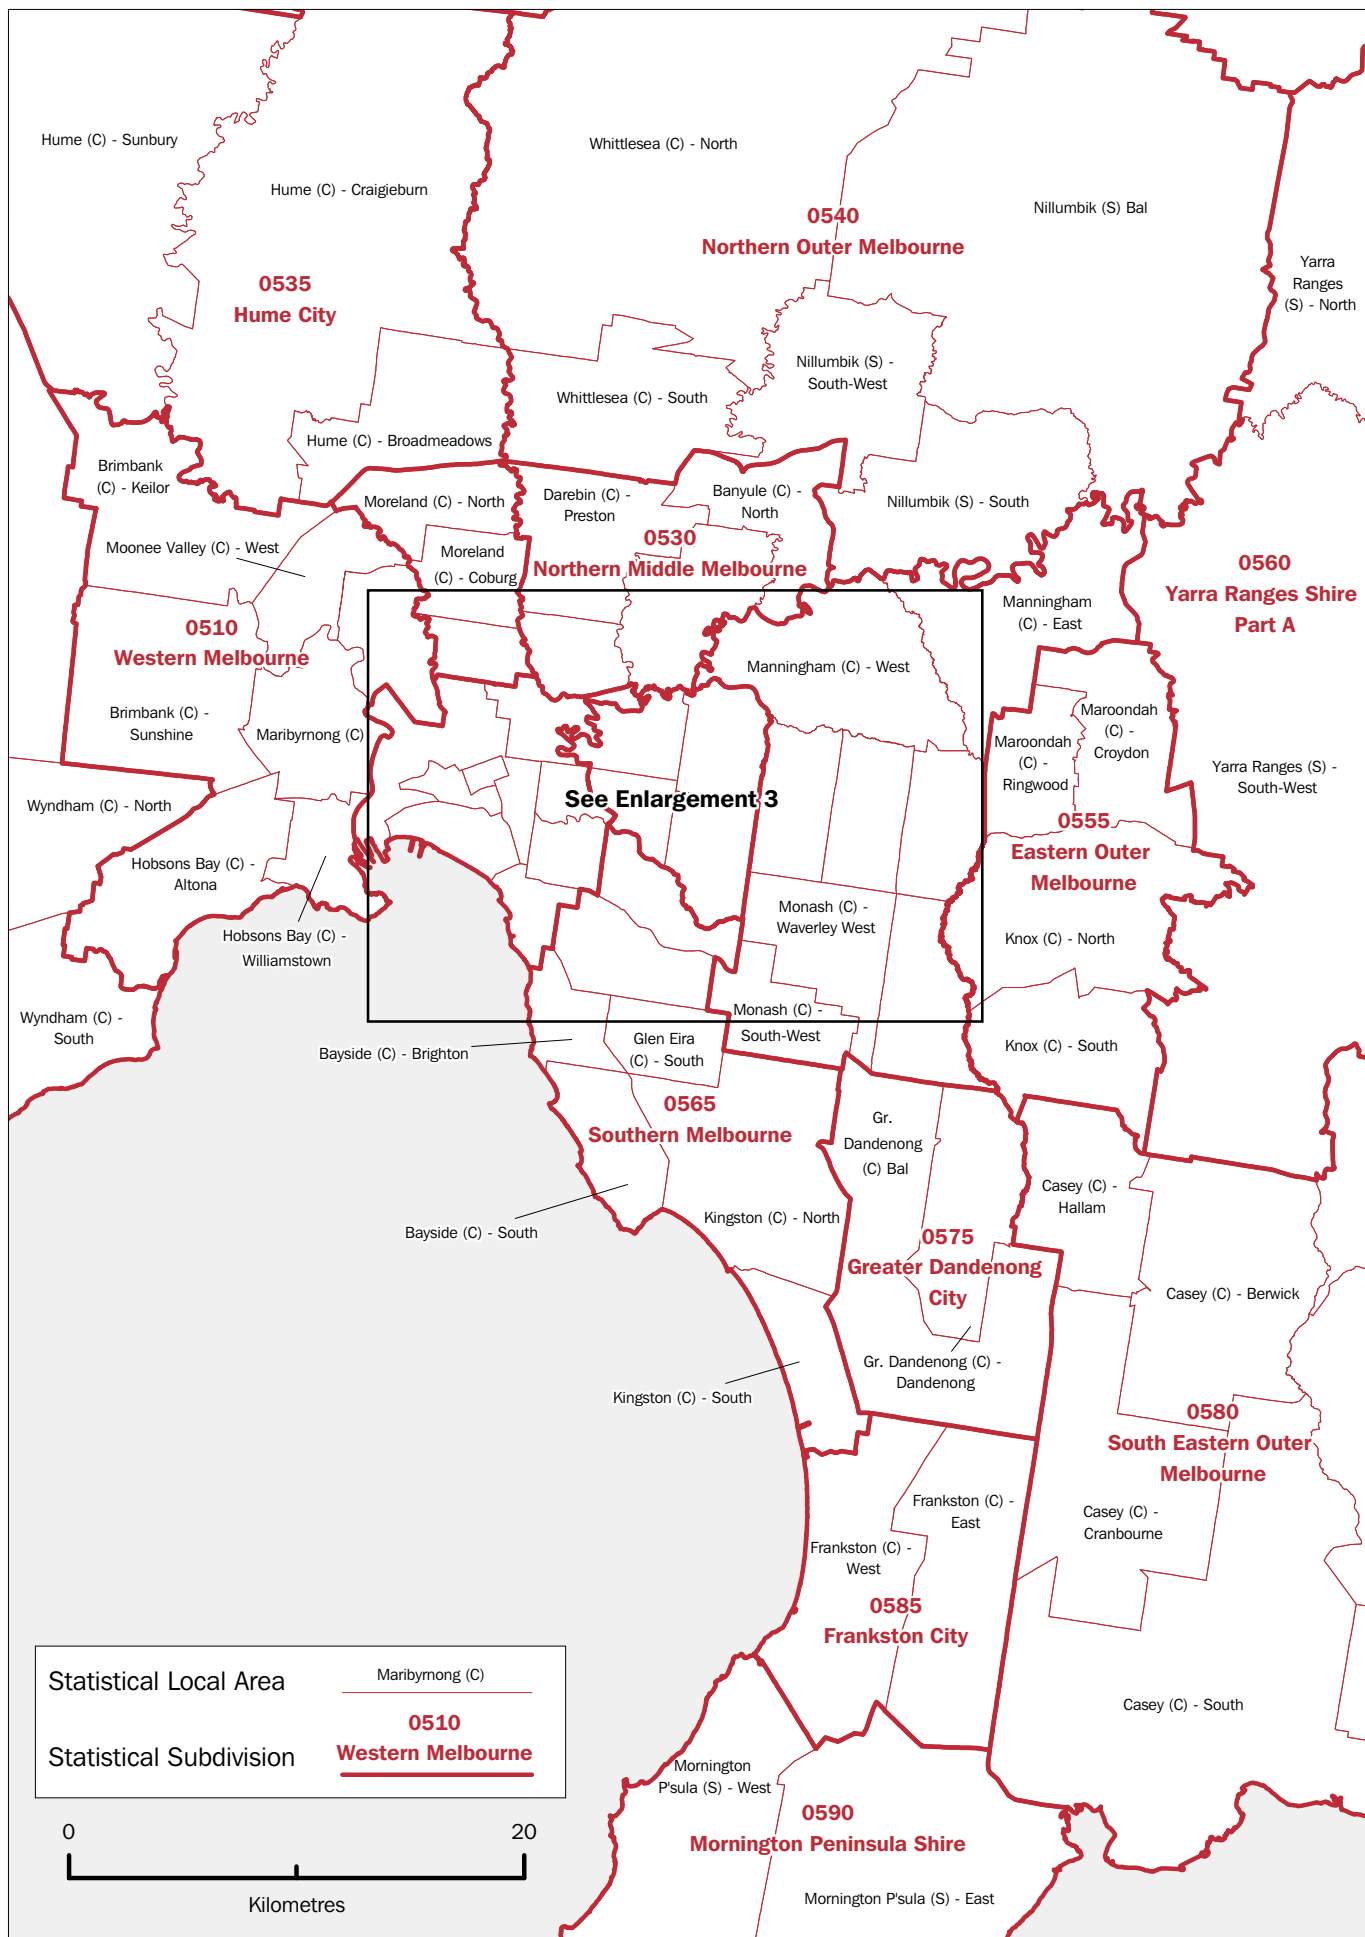 Hume (C) - Sunbury
Whittlesea (C) - North
Hume (C) - Craigieburn
Nillumbik (S) Bal
0540
Northern Outer Melbourne
Yarra
Ranges
(S) - North
0535
Hume City
Nillumbik (S) -
South-West
Whittlesea (C) - South
Hume (C) - Broadmeadows
Brimbank
(C) - Keilor
Moreland (C) - North
Darebin (C) -
Preston
Banyule (C) -
North
Nillumbik (S) - South
Moonee Valley (C) - West
Moreland
(C) - Coburg
0530
Northern Middle Melbourne
0560
Yarra Ranges Shire
Part A
Manningham
(C) - East
0510
Western Melbourne
Manningham (C) - West
Brimbank (C) -
Sunshine
Maribyrnong (C)
Maroondah
(C) -
Croydon
Maroondah
(C) -
Ringwood
Yarra Ranges (S) -
South-West
Wyndham (C) - North
See Enlargement 3
0555
Eastern Outer
Melbourne
Hobsons Bay (C) -
Altona
Monash (C) -
Waverley West
Hobsons Bay (C) -
Williamstown
Knox (C) - North
Wyndham (C) -
South
Monash (C) -
South-West
Glen Eira
(C) - South
Bayside (C) - Brighton
Knox (C) - South
0565
Southern Melbourne
Gr.
Dandenong
(C) Bal
Casey (C) -
Hallam
Kingston (C) - North
Bayside (C) - South
0575
Greater Dandenong
City
Casey (C) - Berwick
Gr. Dandenong (C) -
Dandenong
Kingston (C) - South
0580
South Eastern Outer
Melbourne
Frankston (C) -
East
Casey (C) -
Cranbourne
Frankston (C) -
West
0585
Frankston City
Statistical Local Area
Maribyrnong (C)
Statistical Subdivision
0510
Western Melbourne
Casey (C) - South
Mornington
P'sula (S) - West
0590
Mornington Peninsula Shire
0
20
Kilometres
Mornington P'sula (S) - East